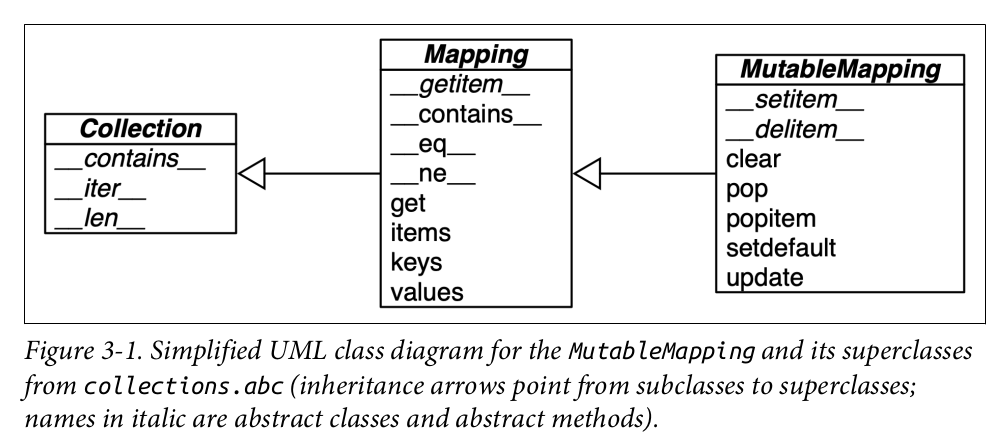 Collection
__contains__
__iter__
__len__
Mapping
__getitem__
__contains__
__eq__
__ne__
get
items
keys
values
MutableMapping
__setitem__
__delitem__
clear
pop
popitem
setdefault
update
Figure 3-1. Simplified UML class diagram for the MutableMapping and its superclasses
from collections.abc (inheritance arrows point from subclasses to superclasses;
names in italic are abstract classes and abstract methods).